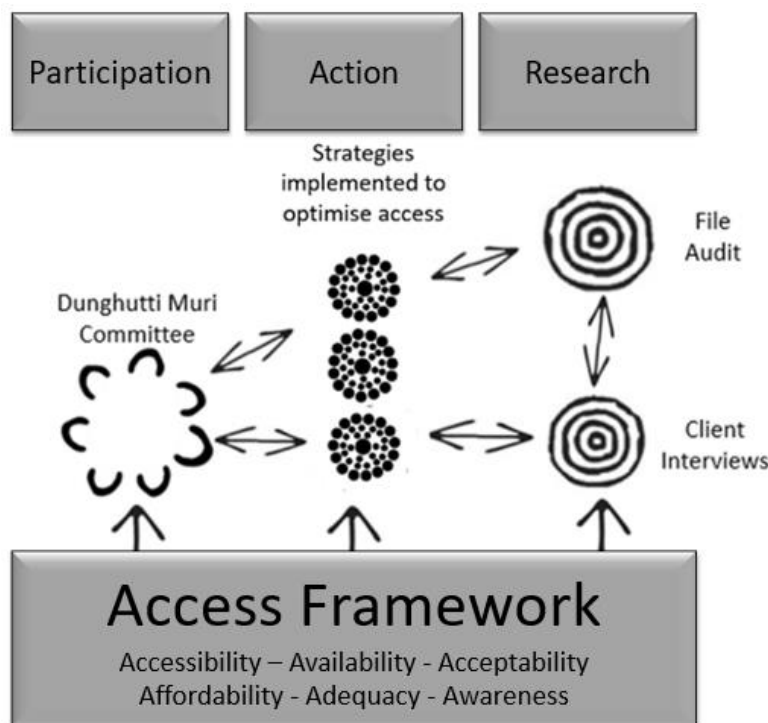 Participation
Action
Research
Strategies
implemented to
optimise access
File
Audit
Dunghutti Muri
Committee
Client
Interviews
Access Framework
Accessibility – Availability - Acceptability
Affordability - Adequacy - Awareness